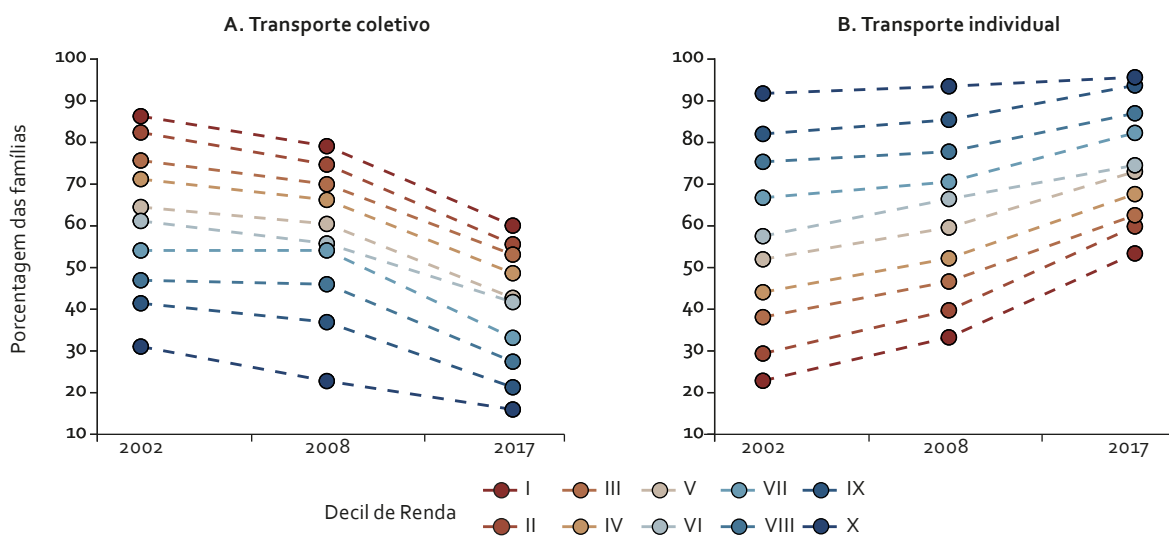 A. Transporte coletivo
B. Transporte individual
Porcentagem das famílias
100
90
80
70
60
50
40
30
20
10
2002 2008 2017
100
90
80
70
60
50
40
30
20
10
2002 2008 2017
Decil de Renda
I III V VII IX
II IV VI VIII X